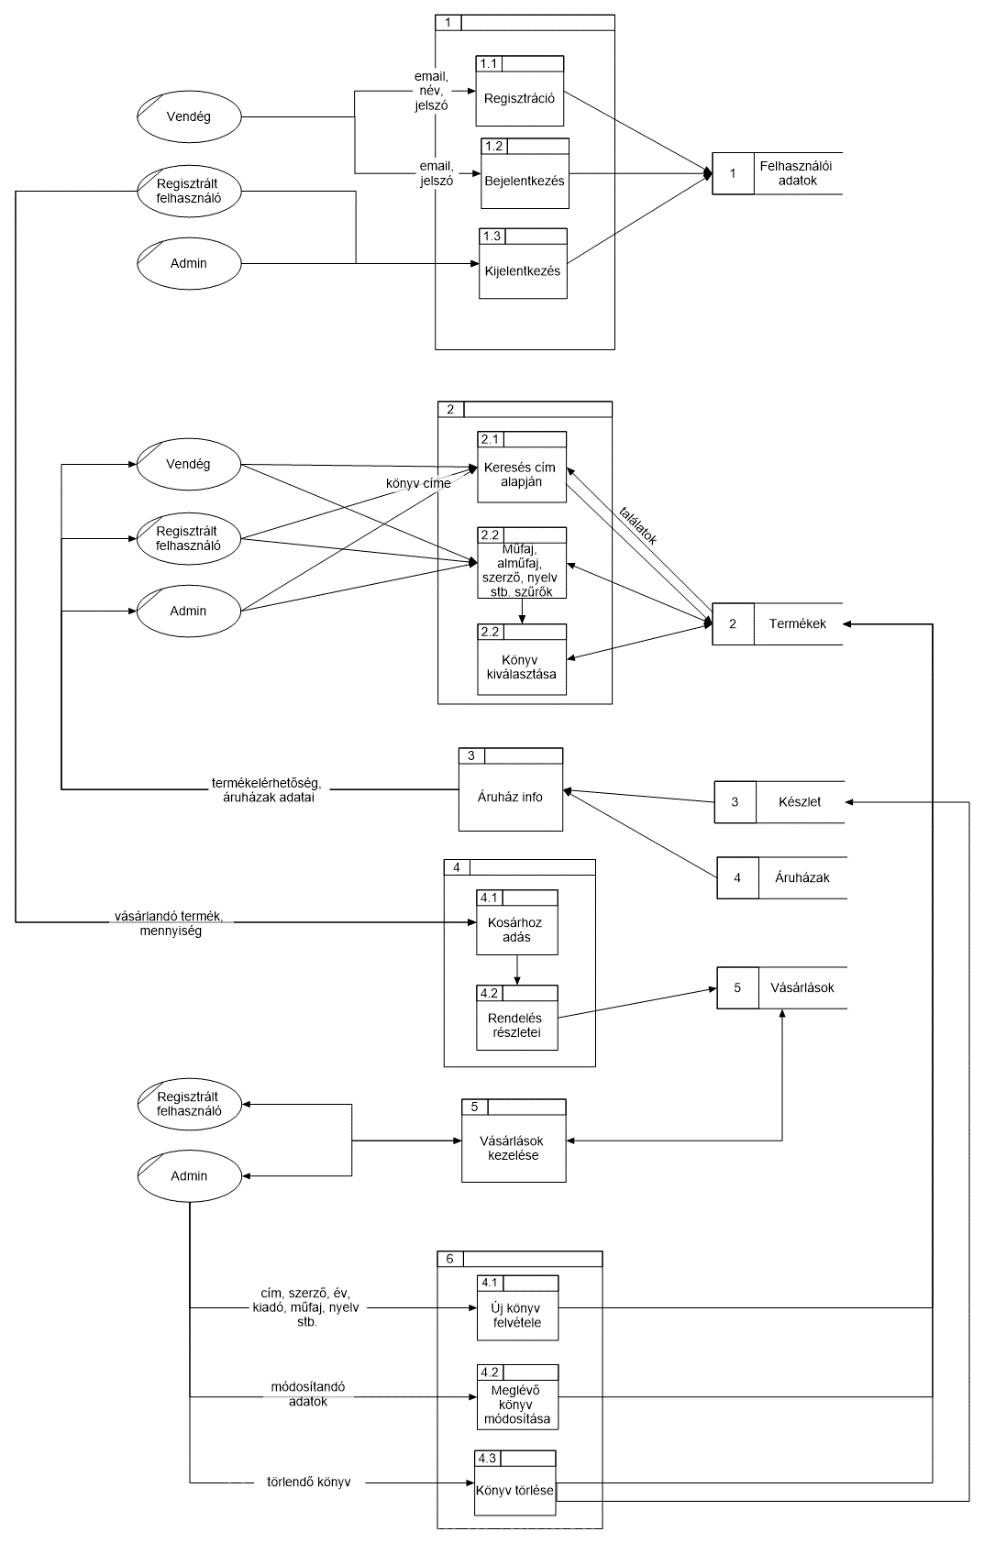 1
1.1
email,
név,
jelszó
Regisztráció
Vendég
1.2
email,
jelszó
Bejelentkezés
1
Felhasználói
adatok
Regisztrált
felhasználó
1.3
Kijelentkezés
Admin
2
2.1
Keresés cím
alapján
Vendég
könyv címe
találatok
Regisztrált
felhasználó
2.2
Műfaj,
alműfaj,
szerző, nyelv
stb. szűrők
Admin
2
Termékek
2.2
Könyv
kiválasztása
3
Áruház info
termékelérhetőség,
áruházak adatai
3
Készlet
4
Áruházak
4
4.1
Kosárhoz
adás
vásárlandó termék,
mennyiség
4.2
Rendelés
részletei
5
Vásárlások
Regisztrált
felhasználó
5
Vásárlások
kezelése
Admin
6
4.1
Új könyv
felvétele
cím, szerző, év,
kiadó, műfaj, nyelv
stb.
4.2
Meglévő
könyv
módosítása
módosítandó
adatok
4.3
Könyv törlése
törlendő könyv